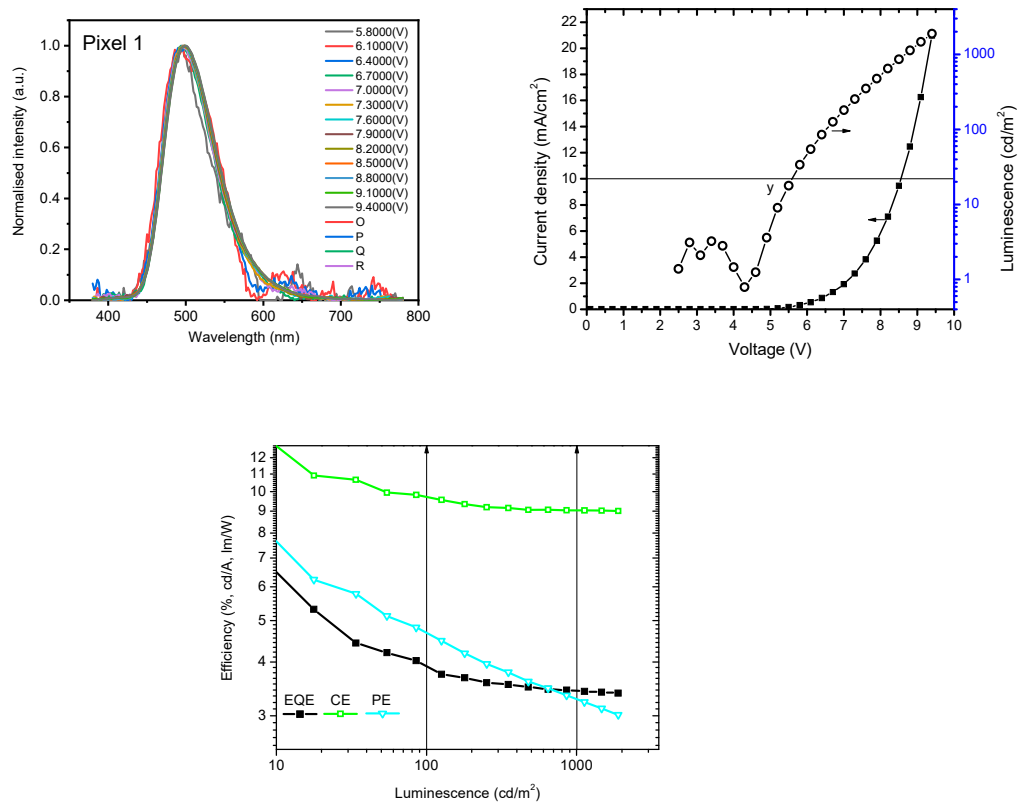 Pixel 1
5.8000(V)
6.1000(V)
6.4000(V)
6.7000(V)
7.0000(V)
7.3000(V)
7.6000(V)
7.9000(V)
8.2000(V)
8.5000(V)
8.8000(V)
9.1000(V)
9.4000(V)
O
P
Q
R
Normalised intensity (a.u.)
1.0
0.8
0.6
0.4
0.2
0.0
400 500 600 700 800
Wavelength (nm)
Current density (mA/cm²)
22
20
18
16
14
12
10
8
6
4
2
0
y
0 1 2 3 4 5 6 7 8 9 10
Voltage (V)
1000
100
10
1
Luminescence (cd/m²)
Efficiency (%, cd/A, lm/W)
12
11
10
9
8
7
6
5
4
3
EQE CE PE
10 100 1000
Luminescence (cd/m²)